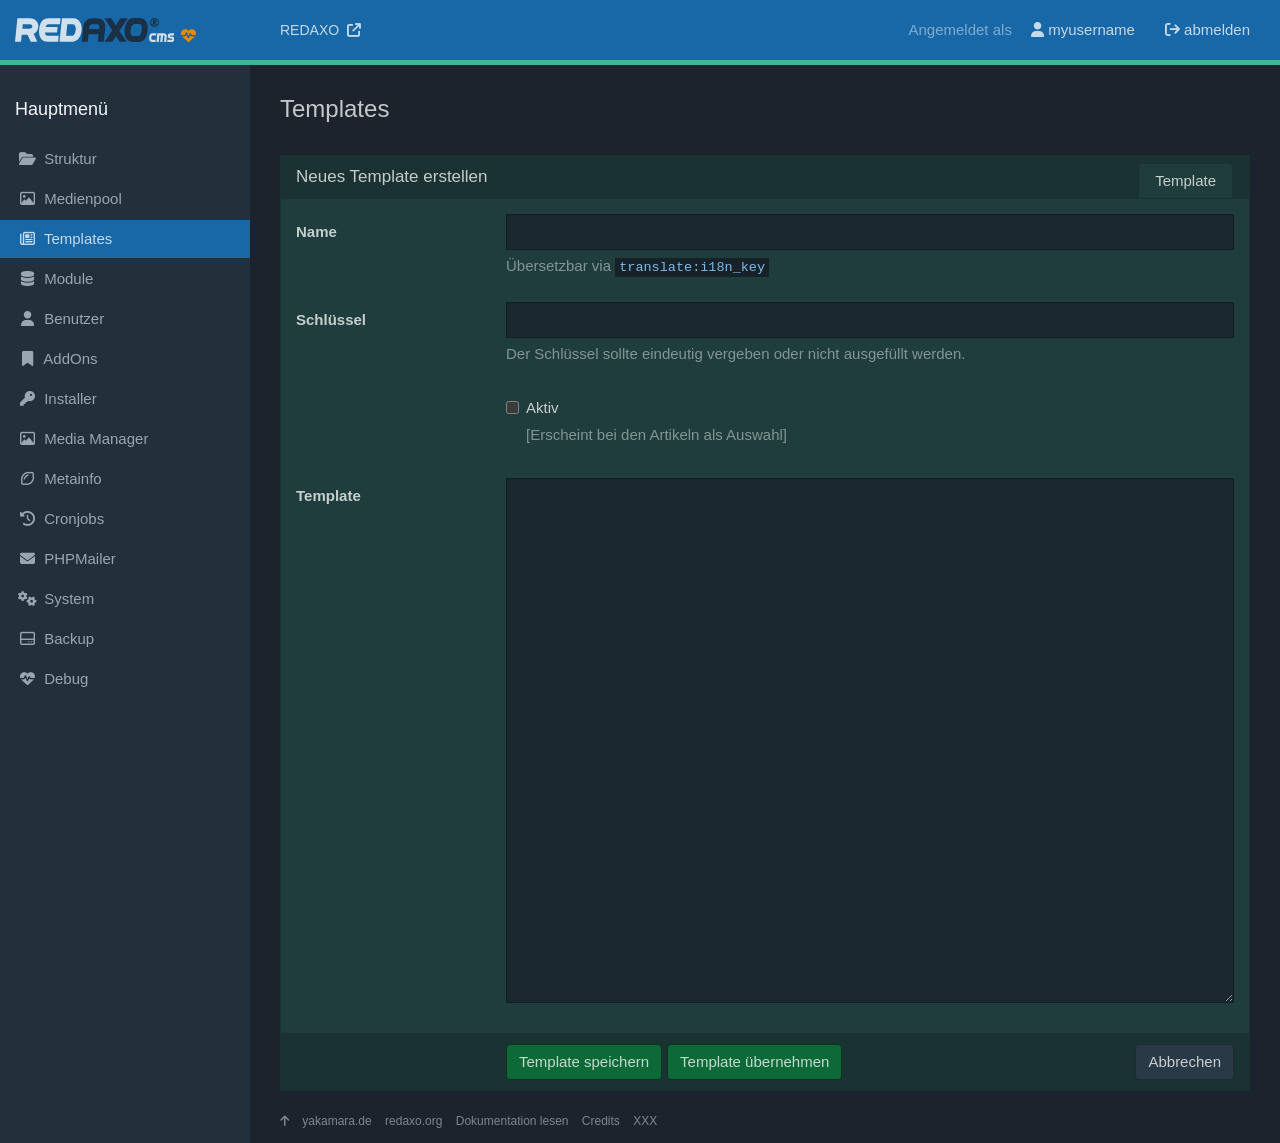 REDAXO® cms
REDAXO
Angemeldet als myusername abmelden
Hauptmenü
Struktur
Medienpool
Templates
Module
Benutzer
AddOns
Installer
Media Manager
Metainfo
Cronjobs
PHPMailer
System
Backup
Debug
Templates
Neues Template erstellen
Template
Name
Übersetzbar via translate:i18n_key
Schlüssel
Der Schlüssel sollte eindeutig vergeben oder nicht ausgefüllt werden.
Aktiv
[Erscheint bei den Artikeln als Auswahl]
Template
Template speichern Template übernehmen Abbrechen
yakamara.de redaxo.org Dokumentation lesen Credits XXX